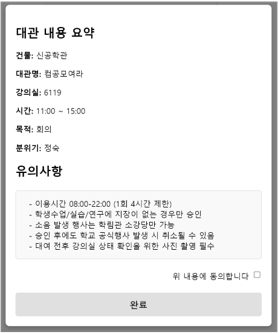 대관 내용 요약
건물: 신공학관
대관명: 컴공모여라
강의실: 6119
시간: 11:00 ~ 15:00
목적: 회의
분위기: 정숙
유의사항
- 이용시간 08:00-22:00 (1회 4시간 제한)
- 학생수업/실습/연구에 지장이 없는 경우만 승인
- 소음 발생 행사는 학림관 소강당만 가능
- 승인 후에도 학교 공식행사 발생 시 취소될 수 있음
- 대여 전후 강의실 상태 확인을 위한 사진 촬영 필수
위 내용에 동의합니다
완료